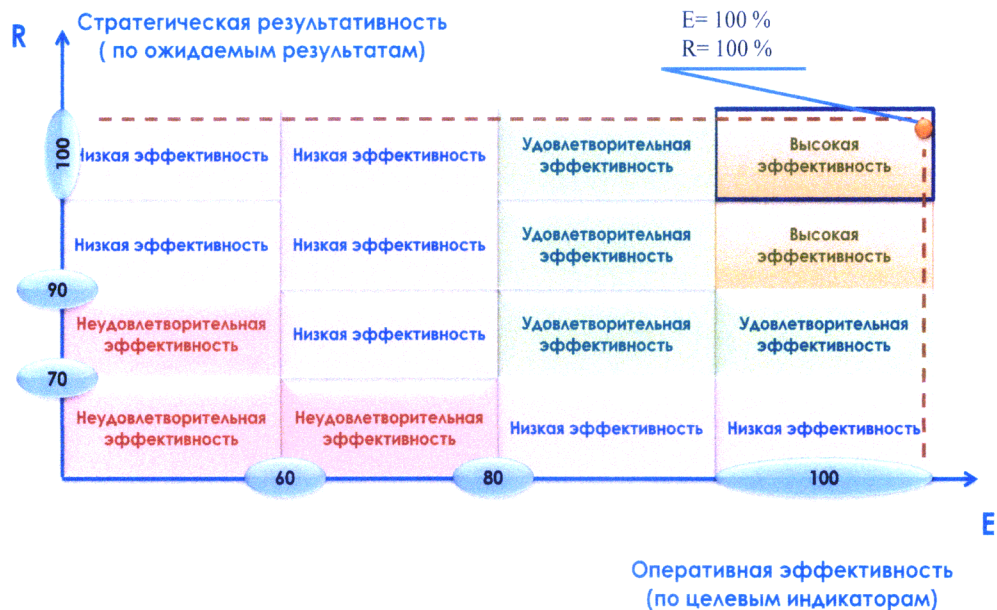 R
Стратегическая результативность
( по ожидаемым результатам)
E= 100 %
R= 100 %
100
Низкая эффективность
Низкая эффективность
Удовлетворительная
эффективность
Высокая
эффективность
Низкая эффективность
Низкая эффективность
Удовлетворительная
эффективность
Высокая
эффективность
90
Неудовлетворительная
эффективность
Низкая эффективность
Удовлетворительная
эффективность
Удовлетворительная
эффективность
70
Неудовлетворительная
эффективность
Неудовлетворительная
эффективность
Низкая эффективность
Низкая эффективность
60
80
100
E
Оперативная эффективность
(по целевым индикаторам)